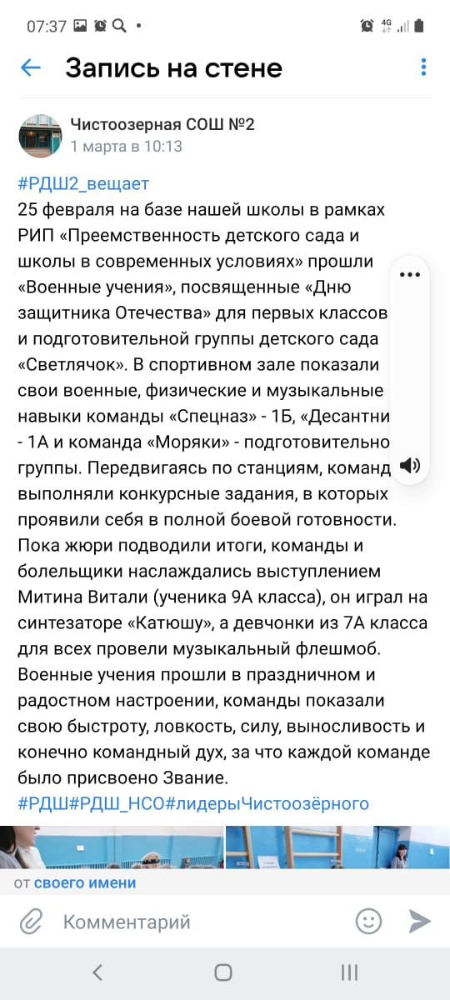 07:37
4G
Запись на стене
Чистоозерная СОШ №2
1 марта в 10:13
#РДШ2_вещает
25 февраля на базе нашей школы в рамках
РИП «Преемственность детского сада и
школы в современных условиях» прошли
«Военные учения», посвященные «Дню
защитника Отечества» для первых классов
и подготовительной группы детского сада
«Светлячок». В спортивном зале показали
свои военные, физические и музыкальные
навыки команды «Спецназ» - 1Б, «Десантни
- 1А и команда «Моряки» - подготовительно
группы. Передвигаясь по станциям, команд
выполняли конкурсные задания, в которых
проявили себя в полной боевой готовности.
Пока жюри подводили итоги, команды и
болельщики наслаждались выступлением
Митина Витали (ученика 9А класса), он играл на
синтезаторе «Катюшу», а девчонки из 7А класса
для всех провели музыкальный флешмоб.
Военные учения прошли в праздничном и
радостном настроении, команды показали
свою быстроту, ловкость, силу, выносливость и
конечно командный дух, за что каждой команде
было присвоено Звание.
#РДШ#РДШ_НСО#лидерыЧистоозёрного
от своего имени
Комментарий